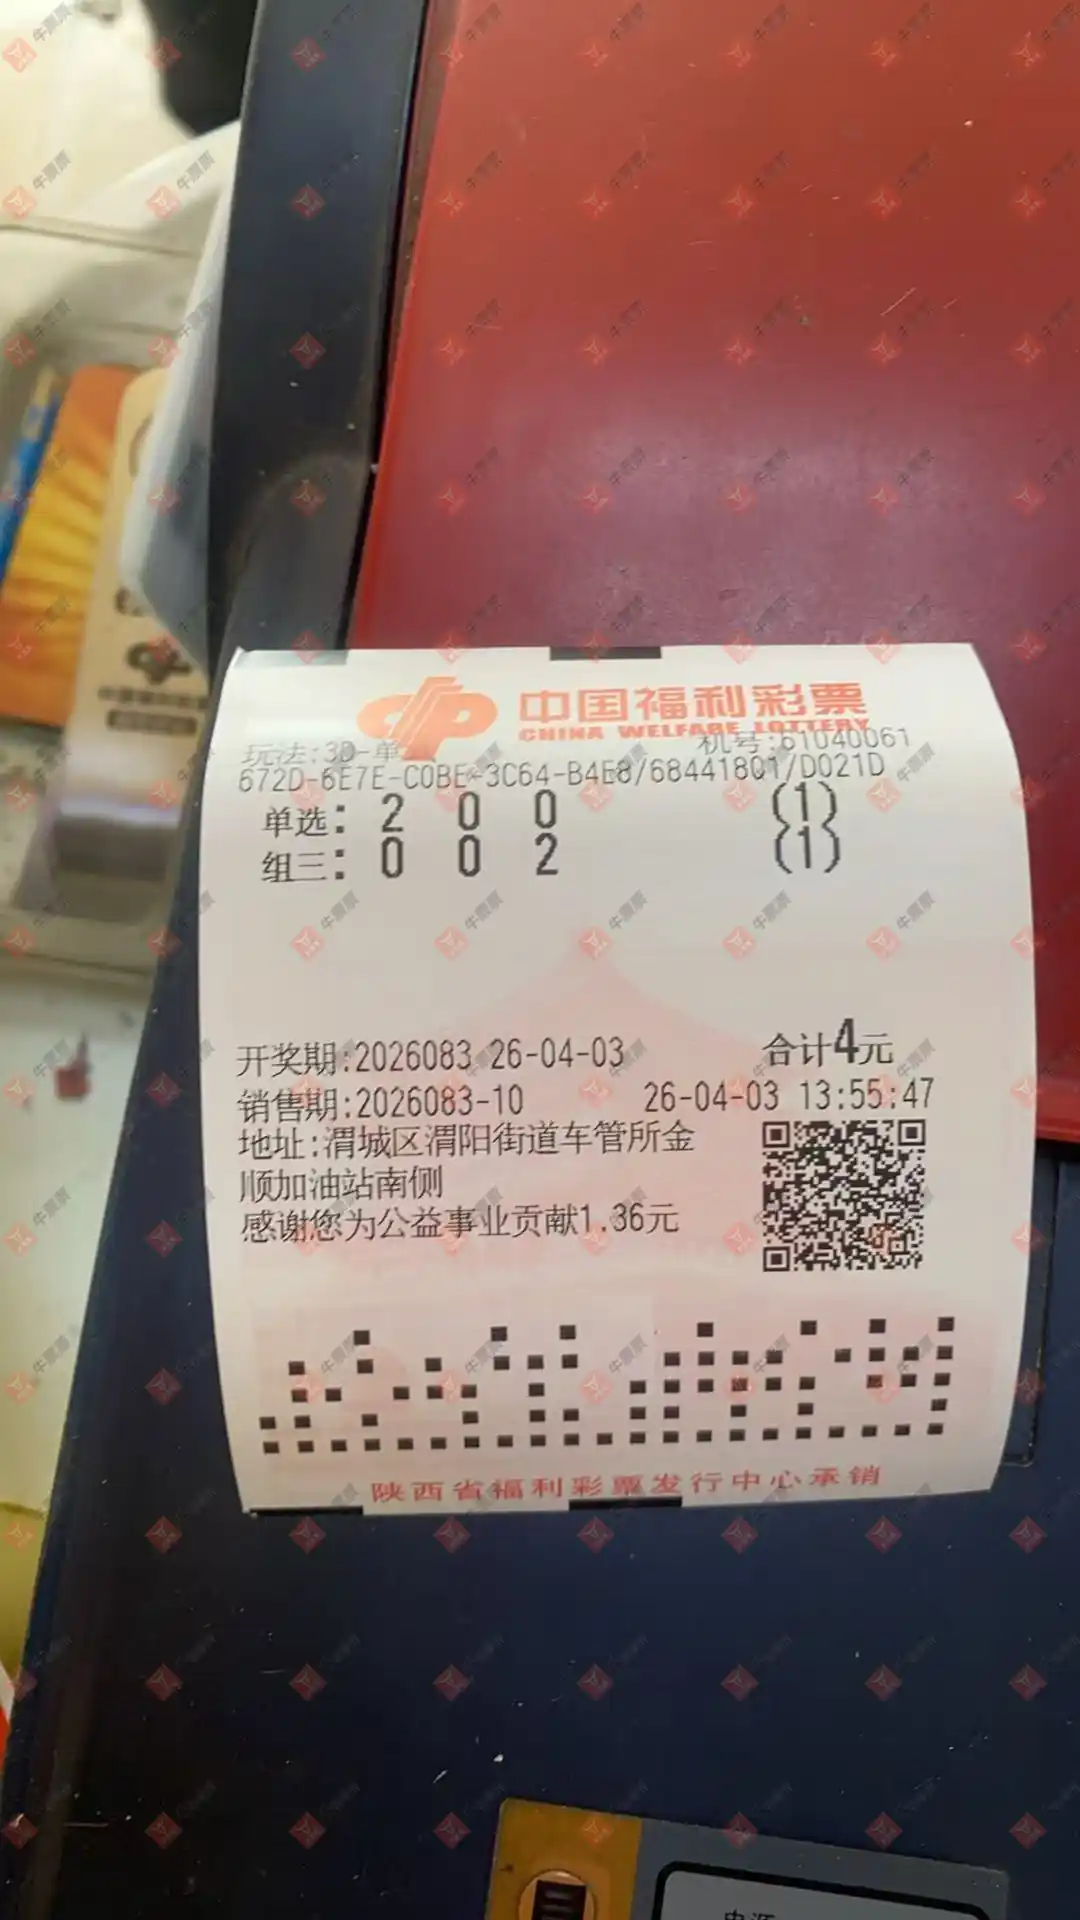 中国福利彩票
CHINA WELFARE LOTTERY
玩法:3D-单 机号:61040061
672D-6E7E-C0BE-3C64-B4E8/68441801/D021D
单选: 2 0 0 (1)
组三: 0 0 2 (1)
开奖期:2026083 26-04-03 合计4元
销售期:2026083-10 26-04-03 13:55:47
地址:渭城区渭阳街道车管所金
顺加油站南侧
感谢您为公益事业贡献1.36元
陕西省福利彩票发行中心承销
电源
牛票票